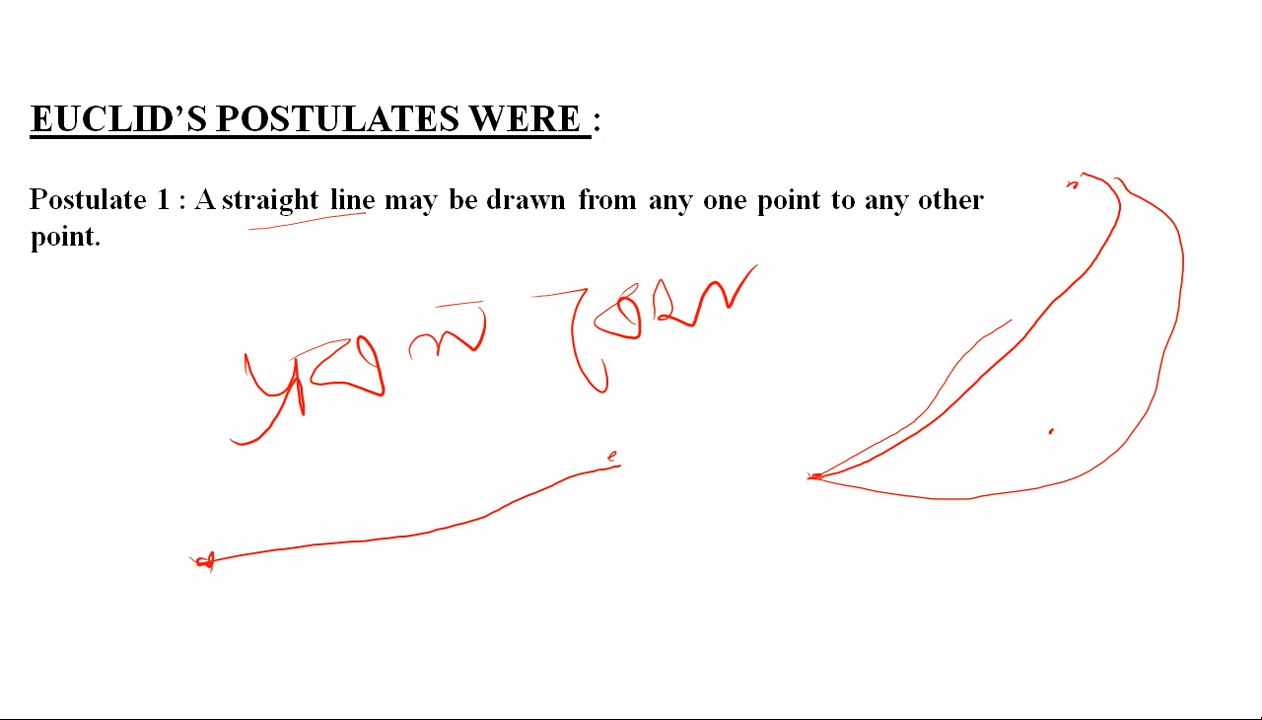 EUCLID'S POSTULATES WERE :
Postulate 1 : A straight line may be drawn from any one point to any other
point.